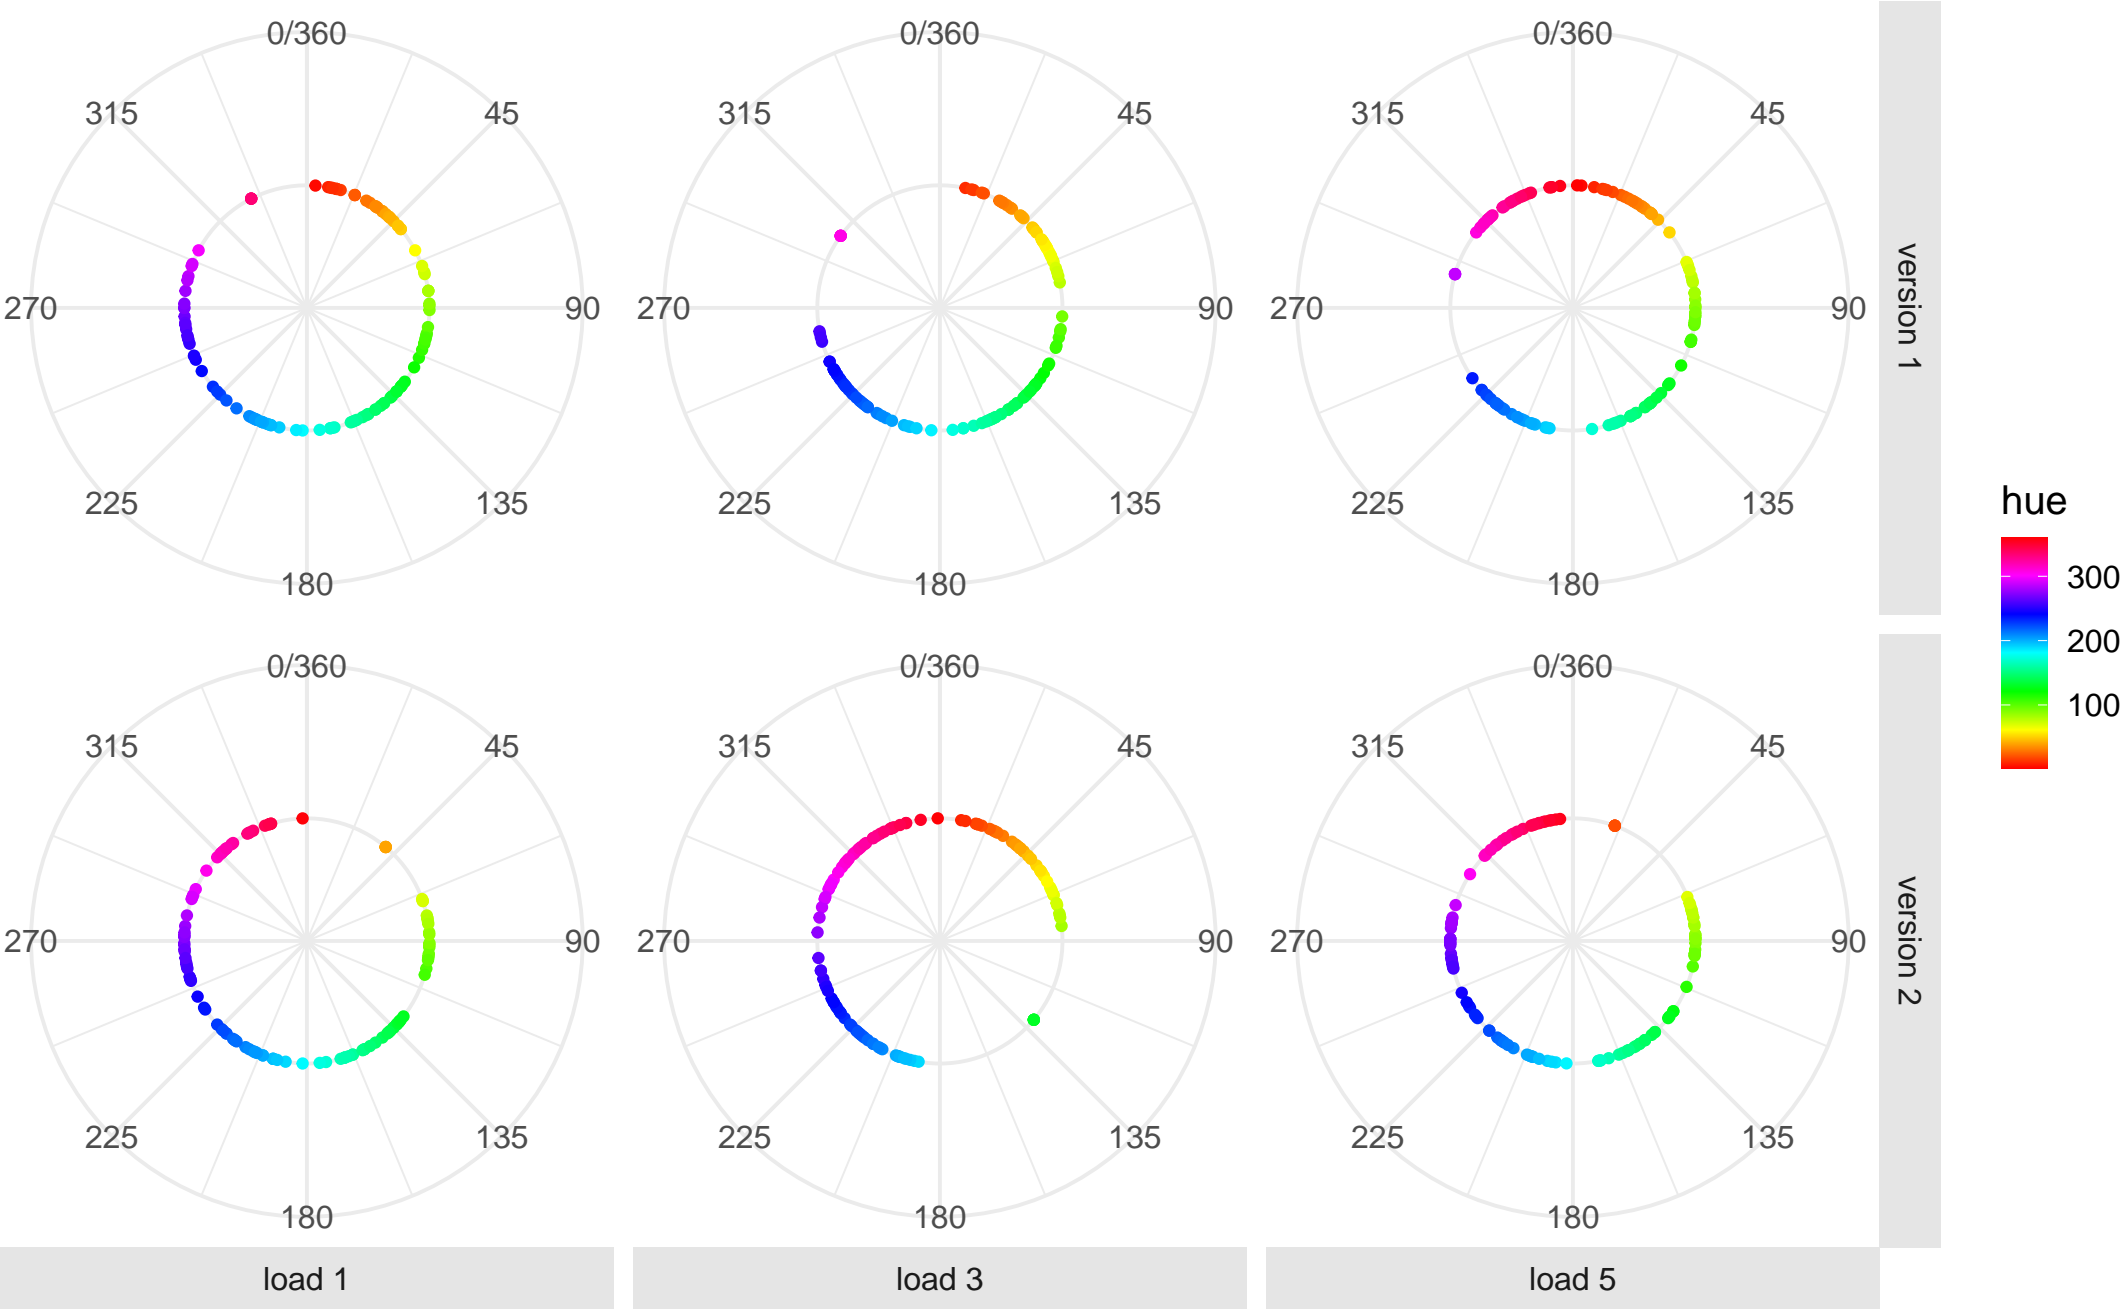 0/360 0/360 0/360
315 45 315 45 315 45
270 90 270 90 270 90
225 135 225 135 225 135
180 180 180
version 1
hue
300
200
100
0/360 0/360 0/360
315 45 315 45 315 45
270 90 270 90 270 90
225 135 225 135 225 135
180 180 180
version 2
load 1 load 3 load 5